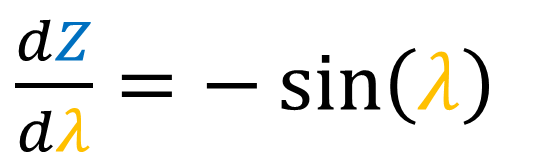 dZ/dλ = − sin(λ)